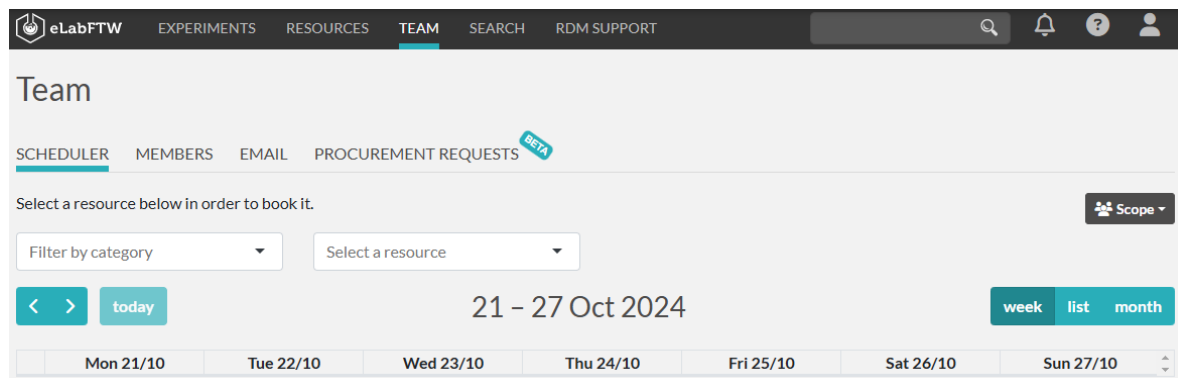 eLabFTW EXPERIMENTS RESOURCES TEAM SEARCH RDM SUPPORT
Team
SCHEDULER MEMBERS EMAIL PROCUREMENT REQUESTS BETA
Select a resource below in order to book it.
Scope
Filter by category Select a resource
today 21 – 27 Oct 2024 week list month
Mon 21/10 Tue 22/10 Wed 23/10 Thu 24/10 Fri 25/10 Sat 26/10 Sun 27/10